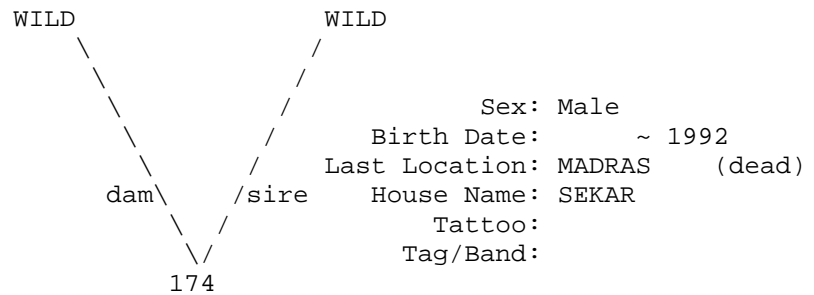 WILD WILD
Sex: Male
Birth Date: ~ 1992
Last Location: MADRAS (dead)
dam sire House Name: SEKAR
Tattoo:
Tag/Band:
174